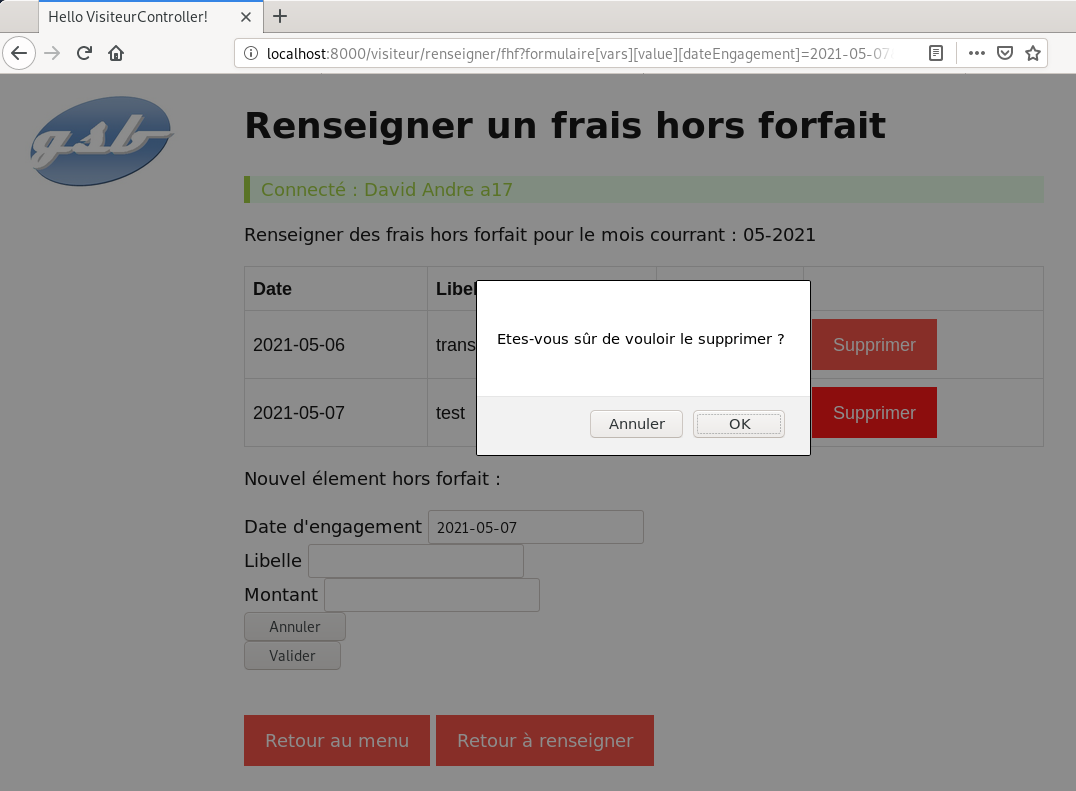 Hello VisiteurController!
localhost:8000/visiteur/renseigner/fhf?formulaire[vars][value][dateEngagement]=2021-05-07
gsb
Renseigner un frais hors forfait
Connecté : David Andre a17
Renseigner des frais hors forfait pour le mois courrant : 05-2021
Date Libel
2021-05-06 trans Supprimer
2021-05-07 test Supprimer
Etes-vous sûr de vouloir le supprimer ?
Annuler OK
Nouvel élement hors forfait :
Date d'engagement 2021-05-07
Libelle
Montant
Annuler
Valider
Retour au menu Retour à renseigner